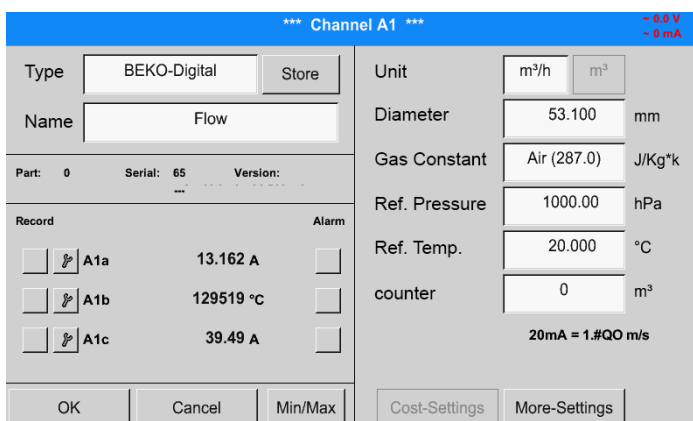 *** Channel A1 ***
~ 0.0 V
~ 0 mA
Type BEKO-Digital Store
Name Flow
Part: 0 Serial: 65 Version:
---
Record Alarm
A1a 13.162 A
A1b 129519 °C
A1c 39.49 A
OK Cancel Min/Max
Unit m³/h m³
Diameter 53.100 mm
Gas Constant Air (287.0) J/Kg*k
Ref. Pressure 1000.00 hPa
Ref. Temp. 20.000 °C
counter 0 m³
20mA = 1.#QO m/s
Cost-Settings More-Settings